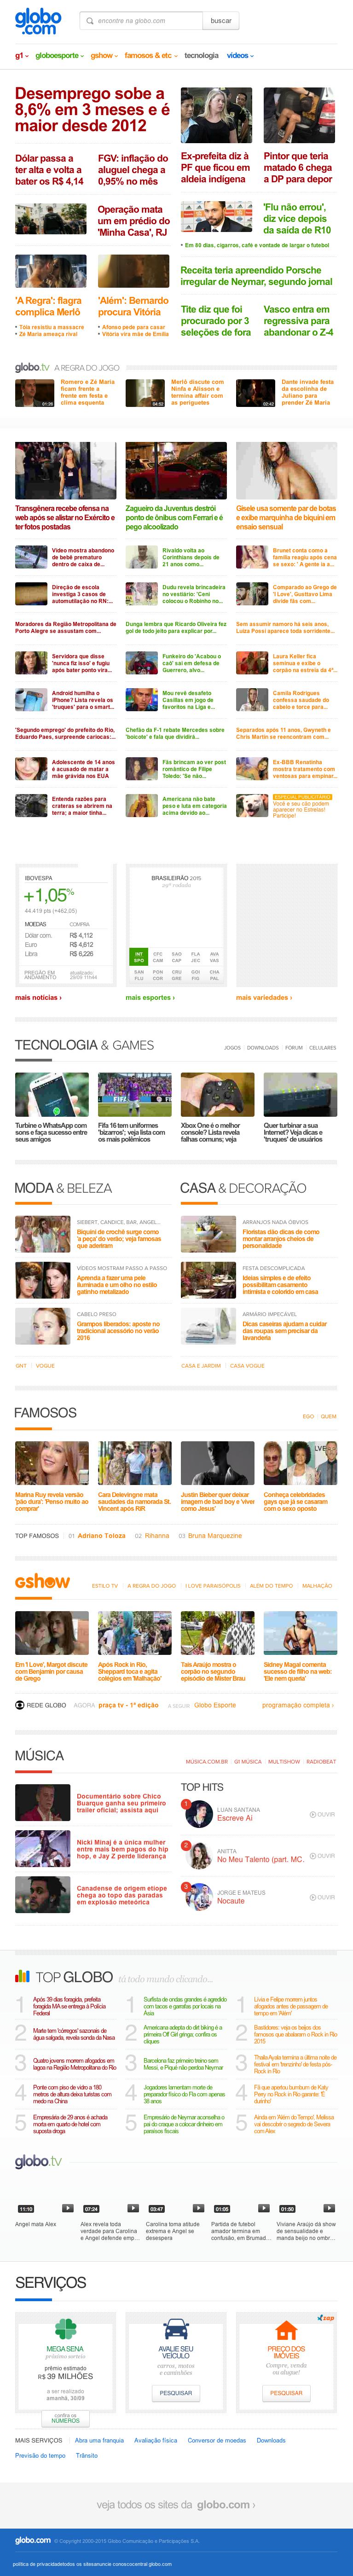 globo
.com
encontre na globo.com
buscar
g1
globoesporte
gshow
famosos & etc
tecnologia
vídeos
Desemprego sobe a
8,6% em 3 meses e é
maior desde 2012
Dólar passa a
ter alta e volta a
bater os R$ 4,14
FGV: inflação do
aluguel chega a
0,95% no mês
Operação mata
um em prédio do
'Minha Casa', RJ
Ex-prefeita diz à
PF que ficou em
aldeia indígena
Pintor que teria
matado 6 chega
a DP para depor
'Flu não errou',
diz vice depois
da saída de R10
Em 80 dias, cigarros, café e vontade de largar o futebol
'A Regra': flagra
complica Merlô
Tóia resistiu a massacre
Zé Maria ameaça rival
'Além': Bernardo
procura Vitória
Afonso pede para casar
Vitória vira mãe de Emília
Receita teria apreendido Porsche
irregular de Neymar, segundo jornal
Tite diz que foi
procurado por 3
seleções de fora
Vasco entra em
regressiva para
abandonar o Z-4
globo.tv A REGRA DO JOGO
01:26
Romero e Zé Maria
ficam frente a
frente em festa e
clima esquenta
04:52
Merlô discute com
Ninfa e Alisson e
termina affair com
as periguetes
02:42
Dante invade festa
da escolinha de
Juliano para
prender Zé Maria
Transgênera recebe ofensa na
web após se alistar no Exército e
ter fotos postadas
Zagueiro da Juventus destrói
ponto de ônibus com Ferrari e é
pego alcoolizado
Gisele usa somente par de botas
e exibe marquinha de biquíni em
ensaio sensual
Vídeo mostra abandono
de bebê prematuro
dentro de caixa de...
Rivaldo volta ao
Corinthians depois de
21 anos como...
Brunet conta como a
família reagiu após cena
se sexo: ' A gente ia a...
Direção de escola
investiga 3 casos de
automutilação no RN:...
Dudu revela brincadeira
no vestiário: 'Ceni
colocou o Robinho no...
Comparado ao Grego de
'I Love', Gusttavo Lima
divide fãs com...
Moradores da Região Metropolitana de
Porto Alegre se assustam com...
Dunga lembra que Ricardo Oliveira fez
gol de todo jeito para explicar por...
Sem assumir namoro há seis anos,
Luiza Possi aparece toda sorridente...
Servidora que disse
'nunca fiz isso' e fugiu
após bater ponto vira...
Funkeiro do 'Acabou o
caô' sai em defesa de
Guerrero, alvo...
Laura Keller fica
seminua e exibe o
corpão na estreia da 4ª...
Android humilha o
iPhone? Lista revela os
'truques' para o smart...
Mou revê desafeto
Casillas em jogo de
favoritos na Liga e...
Camila Rodrigues
confessa saudade do
cabelo e torce para...
'Segundo emprego' do prefeito do Rio,
Eduardo Paes, surpreende cariocas:...
Chefão da F-1 rebate Mercedes sobre
'boicote' e fala que dividirá...
Separados após 11 anos, Gwyneth e
Chris Martin se reencontram com...
Adolescente de 14 anos
é acusado de matar a
mãe grávida nos EUA
Fãs brincam ao ver post
romântico de Filipe
Toledo: 'Se não...
Ex-BBB Renatinha
mostra tratamento com
ventosas para empinar...
Entenda razões para
crateras se abrirem na
terra; a maior tinha...
Americana não bate
peso e luta em categoria
acima devido ao...
ESPECIAL PUBLICITÁRIO
Você e seu cão podem
aparecer no Estrelas!
Participe!
IBOVESPA
+1,05%
44.419 pts (+462.05)
MOEDAS COMPRA
Dólar com. R$ 4,112
Euro R$ 4,612
Libra R$ 6,226
PREGÃO EM
ANDAMENTO
atualizado:
29/09 11h44
BRASILEIRÃO 2015
29ª rodada
INT
SPO
CFC
CAM
SAO
CAP
FLA
JEC
AVA
VAS
SAN
FLU
PON
COR
CRU
GRE
GOI
FIG
CHA
PAL
mais notícias ›
mais esportes ›
mais variedades ›
TECNOLOGIA & GAMES
JOGOS DOWNLOADS FORUM CELULARES
Turbine o WhatsApp com
sons e faça sucesso entre
seus amigos
Fifa 16 tem uniformes
'bizarros'; veja lista com
os mais polêmicos
Xbox One é o melhor
console? Lista revela
falhas comuns; veja
Quer turbinar a sua
Internet? Veja dicas e
'truques' de usuários
MODA & BELEZA
SIEBERT, CANDICE, BAR, ANGEL...
Biquíni de crochê surge como
'a peça' do verão; veja famosas
que aderiram
VÍDEOS MOSTRAM PASSO A PASSO
Aprenda a fazer uma pele
iluminada e um olho no estilo
gatinho metalizado
CABELO PRESO
Grampos liberados: aposte no
tradicional acessório no verão
2016
GNT VOGUE
CASA & DECORAÇÃO
ARRANJOS NADA ÓBVIOS
Floristas dão dicas de como
montar arranjos cheios de
personalidade
FESTA DESCOMPLICADA
Ideias simples e de efeito
possibilitam casamento
intimista e colorido em casa
ARMÁRIO IMPECÁVEL
Dicas caseiras ajudam a cuidar
das roupas sem precisar da
lavanderia
CASA E JARDIM CASA VOGUE
FAMOSOS
EGO QUEM
Marina Ruy revela versão
'pão dura': 'Penso muito ao
comprar'
Cara Delevingne mata
saudades da namorada St.
Vincent após RIR
Justin Bieber quer deixar
imagem de bad boy e 'viver
como Jesus'
Conheça celebridades
gays que já se casaram
com o sexo oposto
TOP FAMOSOS 01 Adriano Toloza 02 Rihanna 03 Bruna Marquezine
gshow
ESTILO TV A REGRA DO JOGO I LOVE PARAISÓPOLIS ALÉM DO TEMPO MALHAÇÃO
Em 'I Love', Margot discute
com Benjamin por causa
de Grego
Após Rock in Rio,
Sheppard toca e agita
colégios em 'Malhação'
Taís Araújo mostra o
corpão no segundo
episódio de Mister Brau
Sidney Magal comenta
sucesso de filho na web:
'Ele nem queria'
REDE GLOBO AGORA praça tv - 1ª edição A SEGUIR Globo Esporte programação completa ›
MÚSICA
MÚSICA.COM.BR G1 MÚSICA MULTISHOW RADIOBEAT
Documentário sobre Chico
Buarque ganha seu primeiro
trailer oficial; assista aqui
Nicki Minaj é a única mulher
entre mais bem pagos do hip
hop, e Jay Z perde liderança
Canadense de origem etíope
chega ao topo das paradas
em explosão meteórica
TOP HITS
1 LUAN SANTANA
Escreve Aí
OUVIR
2 ANITTA
No Meu Talento (part. MC.
OUVIR
3 JORGE E MATEUS
Nocaute
OUVIR
TOP GLOBO tá todo mundo clicando...
1 Após 39 dias foragida, prefeita
foragida MA se entrega à Polícia
Federal
1 Surfista de ondas grandes é agredido
com tacos e garrafas por locais na
Ásia
1 Lívia e Felipe morrem juntos
afogados antes de passagem de
tempo em 'Além'
2 Marte tem 'córregos' sazonais de
água salgada, revela sonda da Nasa
2 Americana adepta do dirt biking é a
primeira Off Girl gringa; confira os
cliques
2 Bastidores: veja os beijos dos
famosos que abalaram o Rock in Rio
2015
3 Quatro jovens morrem afogados em
lagos na Região Metropolitana do Rio
3 Barcelona faz primeiro treino sem
Messi, e Piqué não perdoa Neymar
3 Thaila Ayala termina a última noite de
festival em 'trenzinho' de festa pós-
Rock in Rio
4 Ponte com piso de vidro a 180
metros de altura deixa turistas com
medo na China
4 Jogadores lamentam morte de
preparador físico do Fla com apenas
38 anos
4 Fã que apertou bumbum de Katy
Perry no Rock in Rio garante: 'É
durinho'
5 Empresária de 29 anos é achada
morta em quarto de hotel com
suposta droga
5 Empresário de Neymar aconselha o
pai do craque a colocar dinheiro em
paraísos fiscais
5 Ainda em 'Além do Tempo', Melissa
vai descobrir o segredo de Severa
com Alex
globo.tv
11:10
07:24
03:47
01:05
01:50
Angel mata Alex
Alex revela toda
verdade para Carolina
e Angel defende emp...
Carolina toma atitude
extrema e Angel se
desespera
Partida de futebol
amador termina em
confusão, em Brumad...
Viviane Araújo dá show
de sensualidade e
manda beijo no ombr...
SERVIÇOS
MEGA SENA
próximo sorteio
prêmio estimado
R$ 39 MILHÕES
a ser realizado
amanhã, 30/09
confira os
NÚMEROS
AVALIE SEU
VEÍCULO
carros, motos
e caminhões
PESQUISAR
zap
PREÇO DOS
IMÓVEIS
Compre, venda
ou alugue!
PESQUISAR
MAIS SERVIÇOS Abra uma franquia Avaliação física Conversor de moedas Downloads
Previsão do tempo Trânsito
veja todos os sites da globo.com ›
globo.com © Copyright 2000-2015 Globo Comunicação e Participações S.A.
política de privacidadetodos os sitesanuncie conoscocentral globo.com